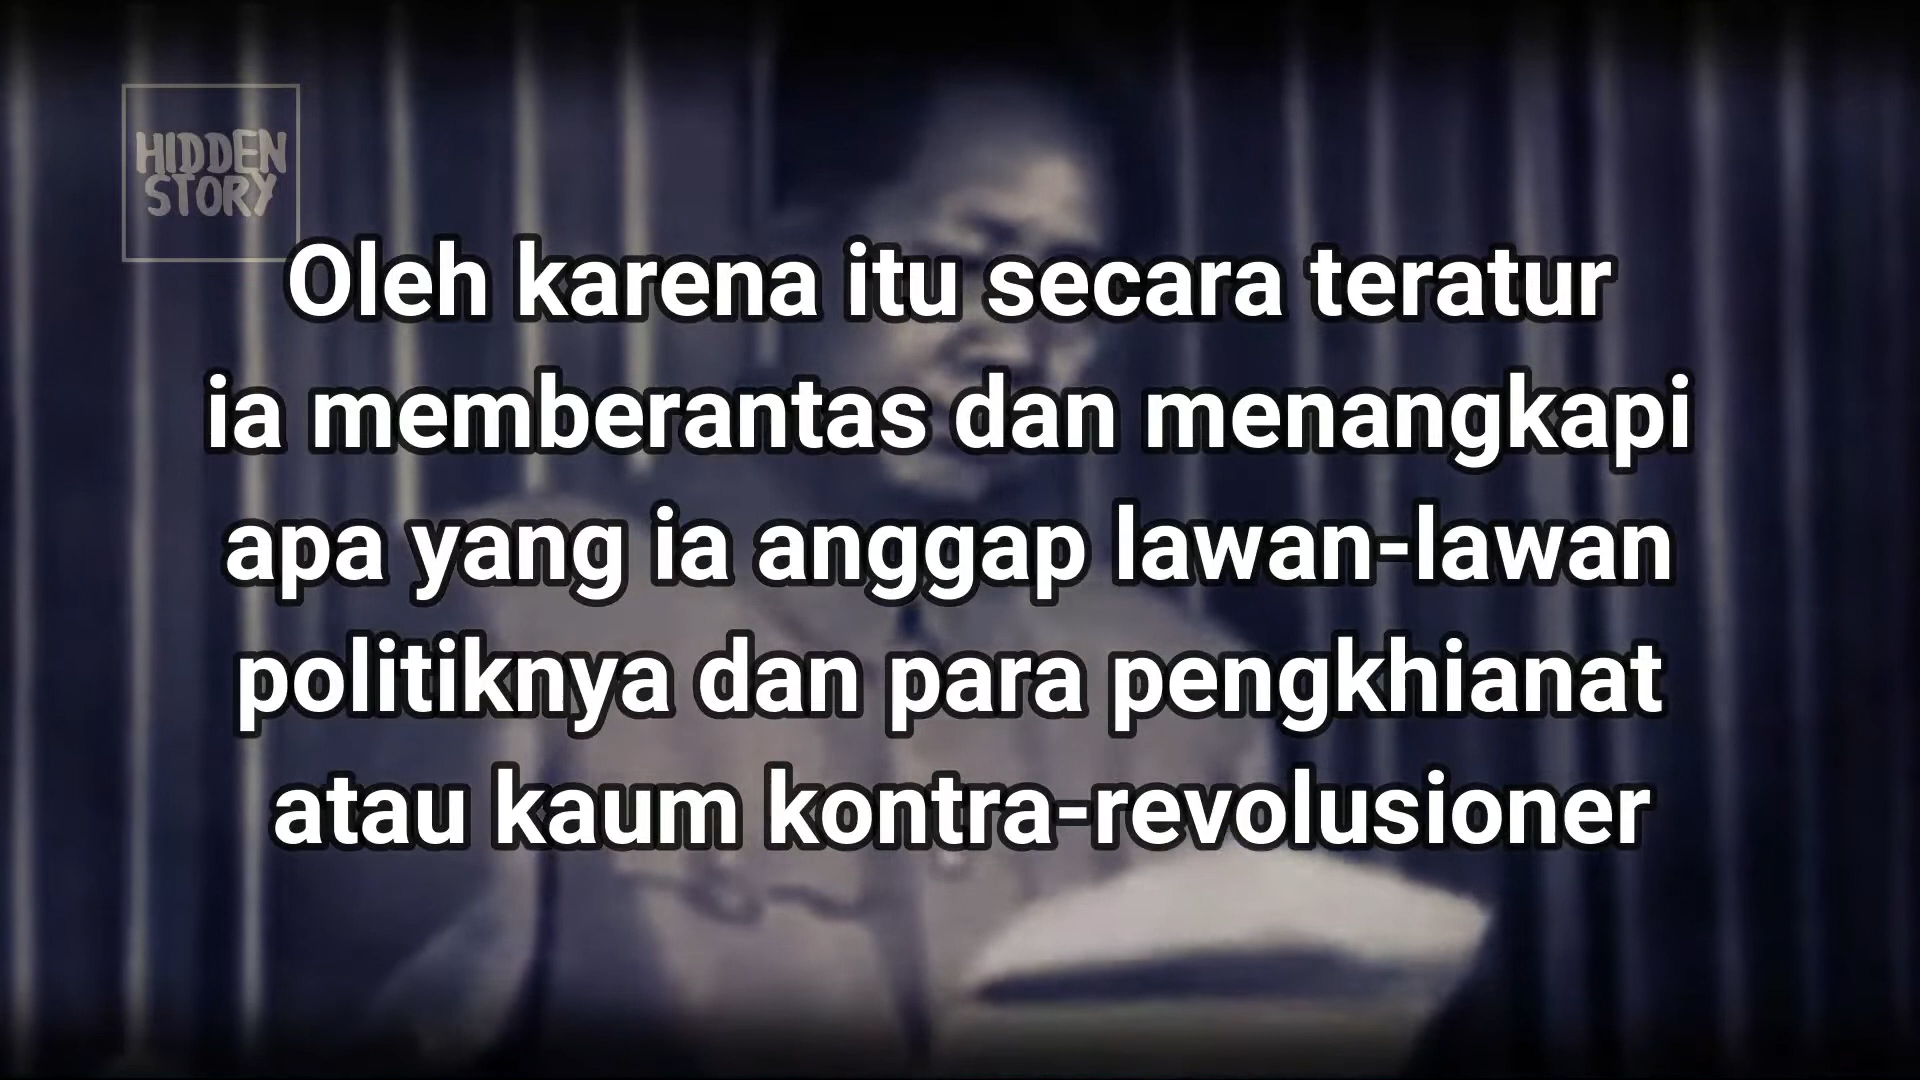 HIDDEN
STORY
Oleh karena itu secara teratur
ia memberantas dan menangkapi
apa yang ia anggap lawan-lawan
politiknya dan para pengkhianat
atau kaum kontra-revolusioner